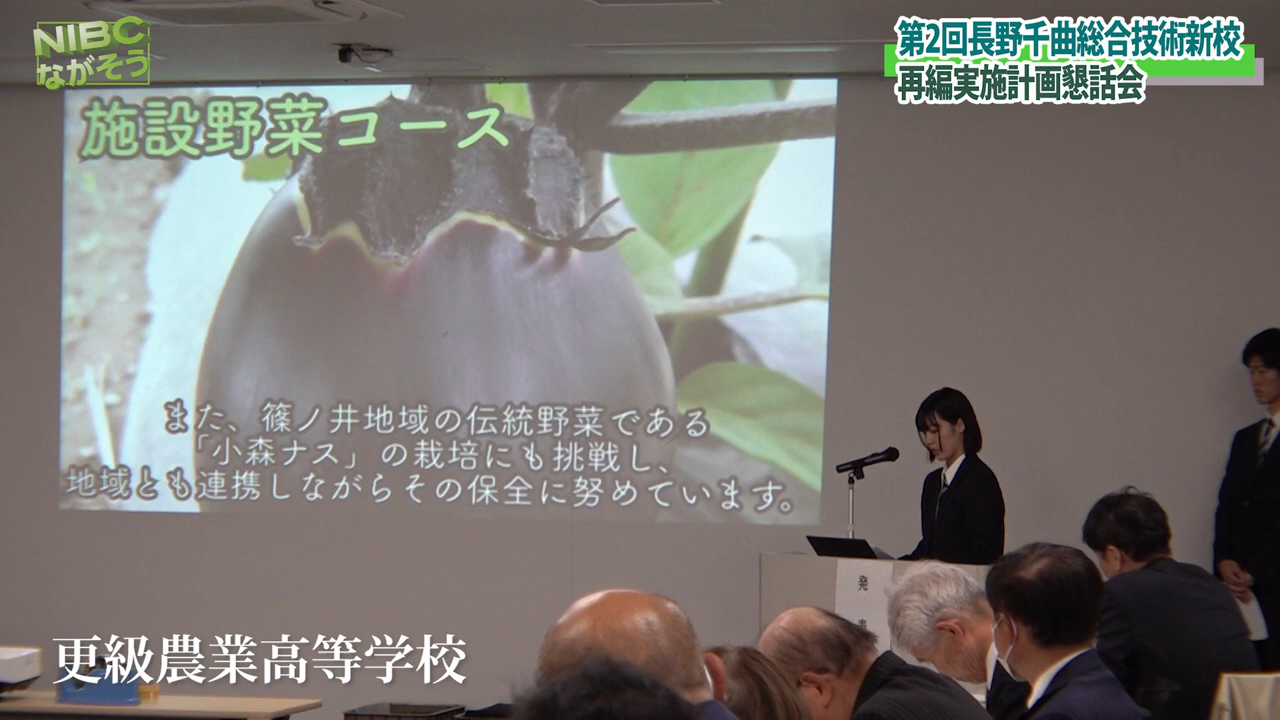 NIBC
ながそう
第2回長野千曲総合技術新校
再編実施計画懇話会
施設野菜コース
また、篠ノ井地域の伝統野菜である
「小森ナス」の栽培にも挑戦し、
地域とも連携しながらその保全に努めています。
発
更級農業高等学校